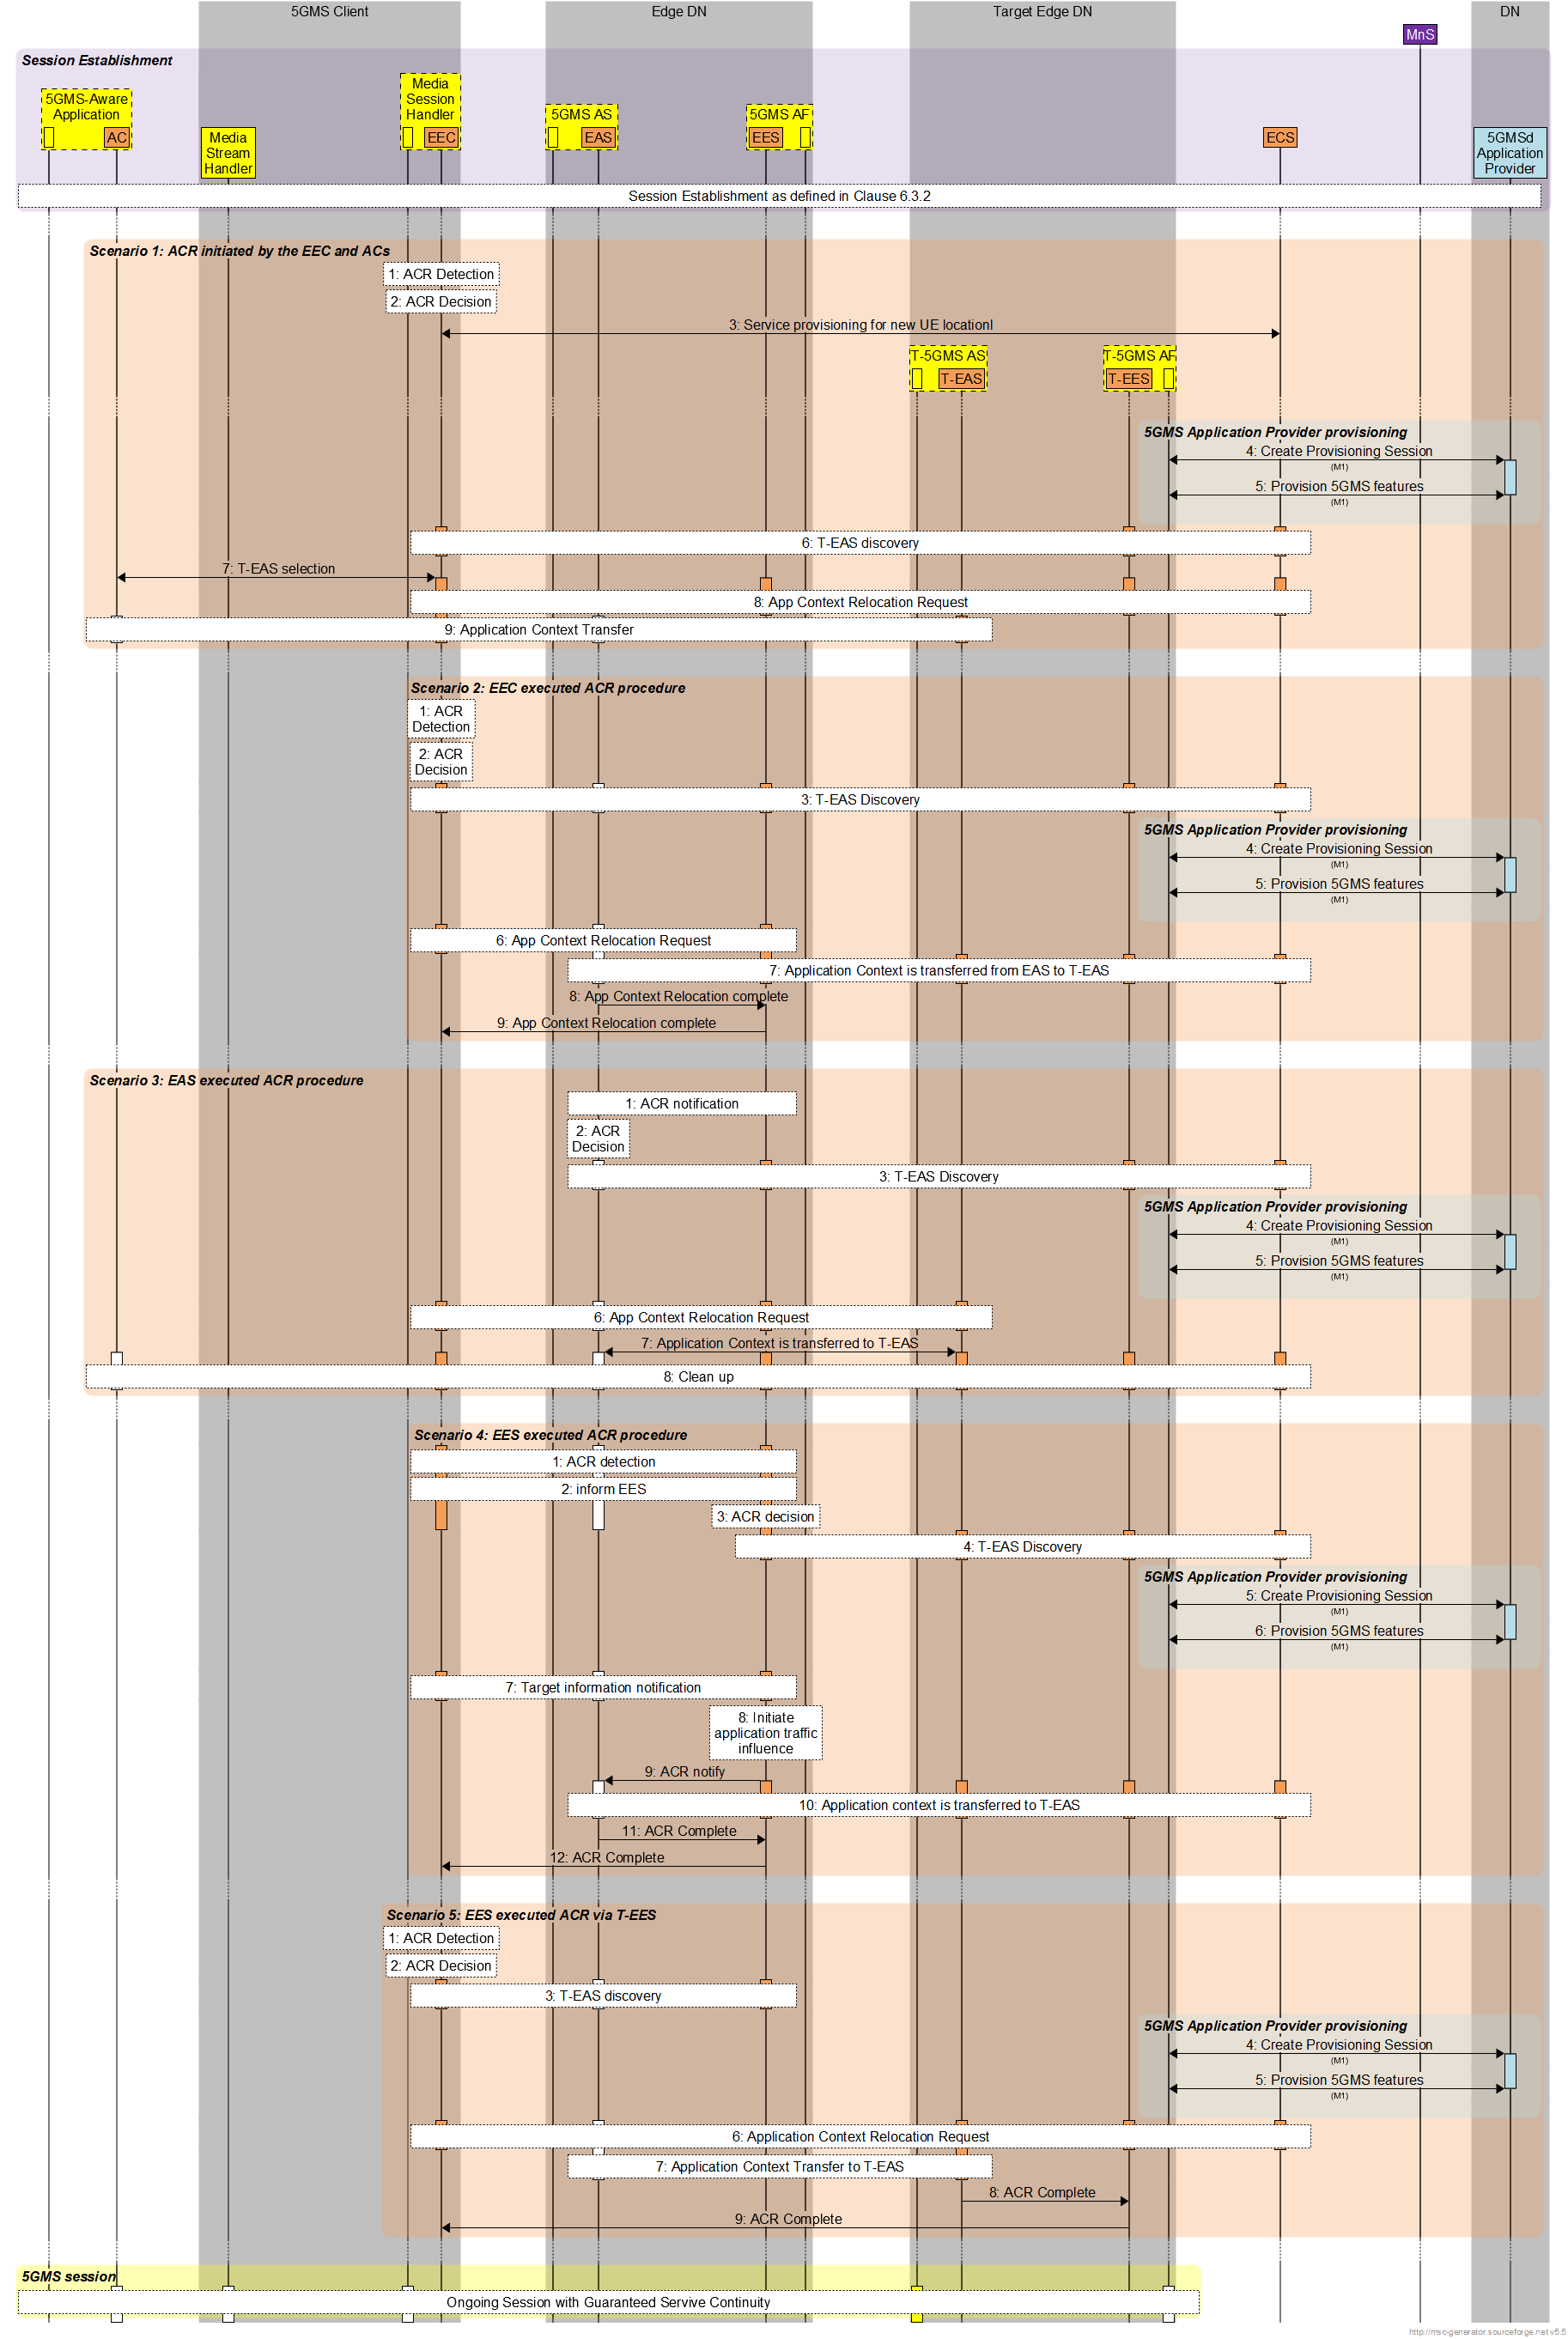 5GMS Client
Edge DN
Target Edge DN
DN
MnS
Session Establishment
5GMS-Aware
Application
AC
Media
Stream
Handler
Media
Session
Handler
EEC
5GMS AS
EAS
5GMS AF
EES
ECS
5GMSd
Application
Provider
Session Establishment as defined in Clause 6.3.2
Scenario 1: ACR initiated by the EEC and ACs
1: ACR Detection
2: ACR Decision
3: Service provisioning for new UE locationl
T-5GMS AS
T-EAS
T-5GMS AF
T-EES
5GMS Application Provider provisioning
4: Create Provisioning Session
(M1)
5: Provision 5GMS features
(M1)
6: T-EAS discovery
7: T-EAS selection
8: App Context Relocation Request
9: Application Context Transfer
Scenario 2: EEC executed ACR procedure
1: ACR
Detection
2: ACR
Decision
3: T-EAS Discovery
5GMS Application Provider provisioning
4: Create Provisioning Session
(M1)
5: Provision 5GMS features
(M1)
6: App Context Relocation Request
7: Application Context is transferred from EAS to T-EAS
8: App Context Relocation complete
9: App Context Relocation complete
Scenario 3: EAS executed ACR procedure
1: ACR notification
2: ACR
Decision
3: T-EAS Discovery
5GMS Application Provider provisioning
4: Create Provisioning Session
(M1)
5: Provision 5GMS features
(M1)
6: App Context Relocation Request
7: Application Context is transferred to T-EAS
8: Clean up
Scenario 4: EES executed ACR procedure
1: ACR detection
2: inform EES
3: ACR decision
4: T-EAS Discovery
5GMS Application Provider provisioning
5: Create Provisioning Session
(M1)
6: Provision 5GMS features
(M1)
7: Target information notification
8: Initiate
application traffic
influence
9: ACR notify
10: Application context is transferred to T-EAS
11: ACR Complete
12: ACR Complete
Scenario 5: EES executed ACR via T-EES
1: ACR Detection
2: ACR Decision
3: T-EAS discovery
5GMS Application Provider provisioning
4: Create Provisioning Session
(M1)
5: Provision 5GMS features
(M1)
6: Application Context Relocation Request
7: Application Context Transfer to T-EAS
8: ACR Complete
9: ACR Complete
5GMS session
Ongoing Session with Guaranteed Servive Continuity
http://msc-generator.sourceforge.net v6.5